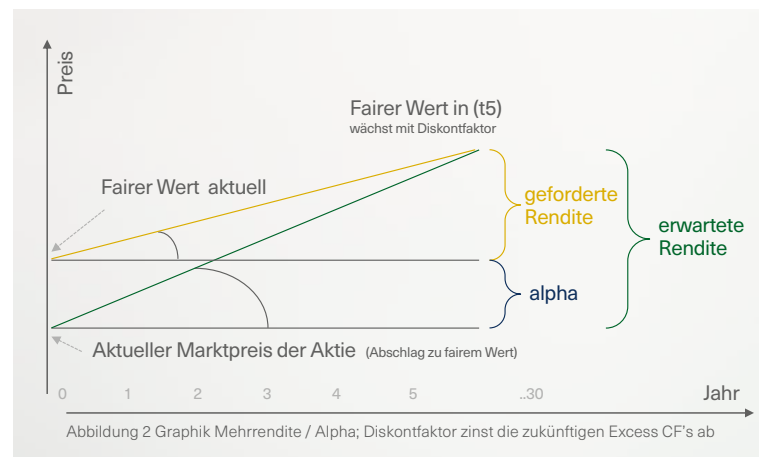 Preis
Fairer Wert in (t5)
wächst mit Diskontfaktor
Fairer Wert aktuell
geforderte
Rendite
erwartete
Rendite
alpha
Aktueller Marktpreis der Aktie (Abschlag zu fairem Wert)
0 1 2 3 4 5 ..30 Jahr
Abbildung 2 Graphik Mehrrendite / Alpha; Diskontfaktor zinst die zukünftigen Excess CF's ab